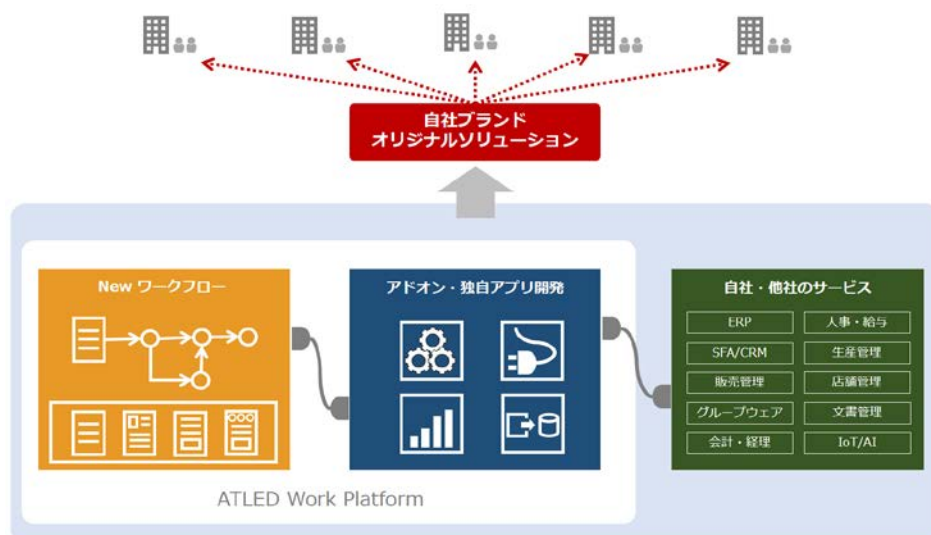 自社ブランド
オリジナルソリューション
New ワークフロー
アドオン・独自アプリ開発
自社・他社のサービス
ERP
人事・給与
SFA/CRM
生産管理
販売管理
店舗管理
グループウェア
文書管理
会計・経理
IoT/AI
ATLED Work Platform